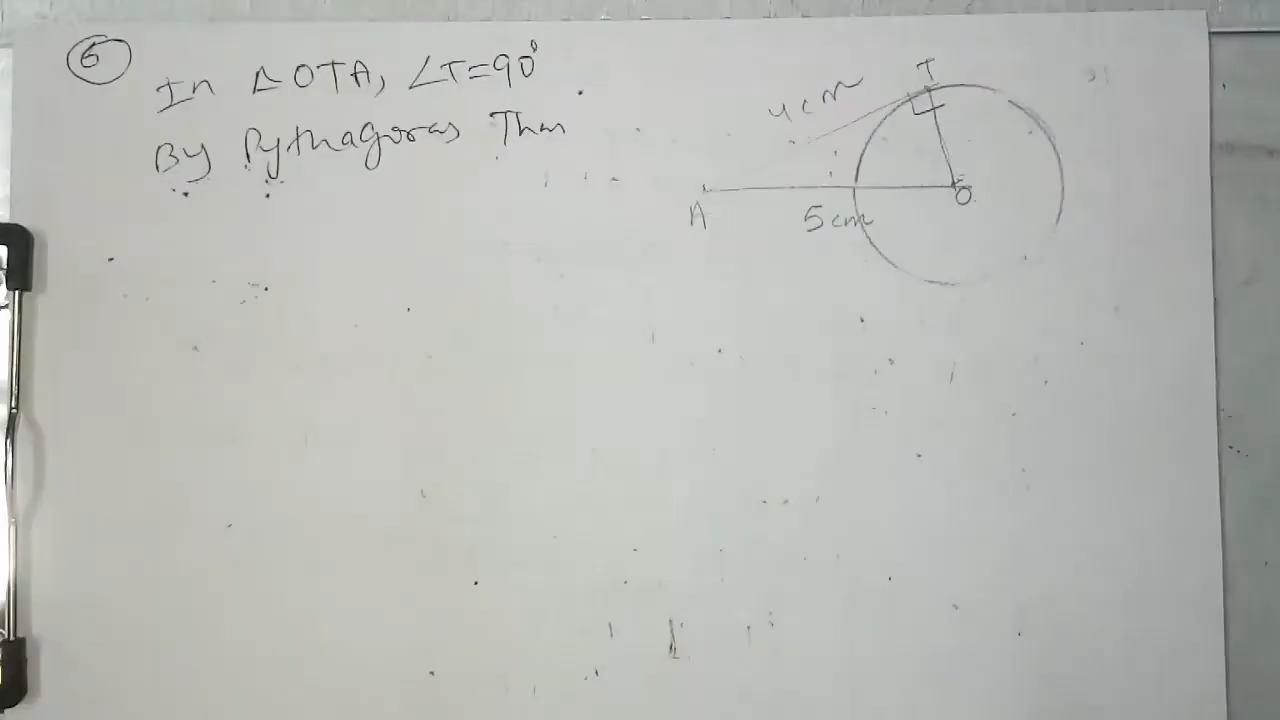 6
In △OTA, ∠T=90°
By Pythagoras Thm
T
4cm
A
5cm
O